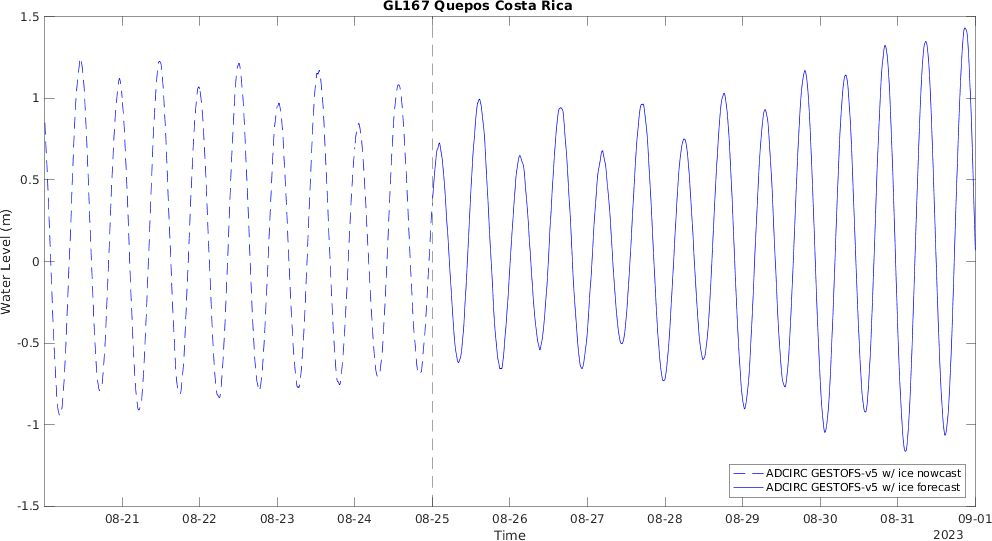 GL167 Quepos Costa Rica
1.5
1
0.5
0
-0.5
-1
-1.5
Water Level (m)
ADCIRC GESTOFS-v5 w/ ice nowcast
ADCIRC GESTOFS-v5 w/ ice forecast
08-21 08-22 08-23 08-24 08-25 08-26 08-27 08-28 08-29 08-30 08-31 09-01
Time
2023